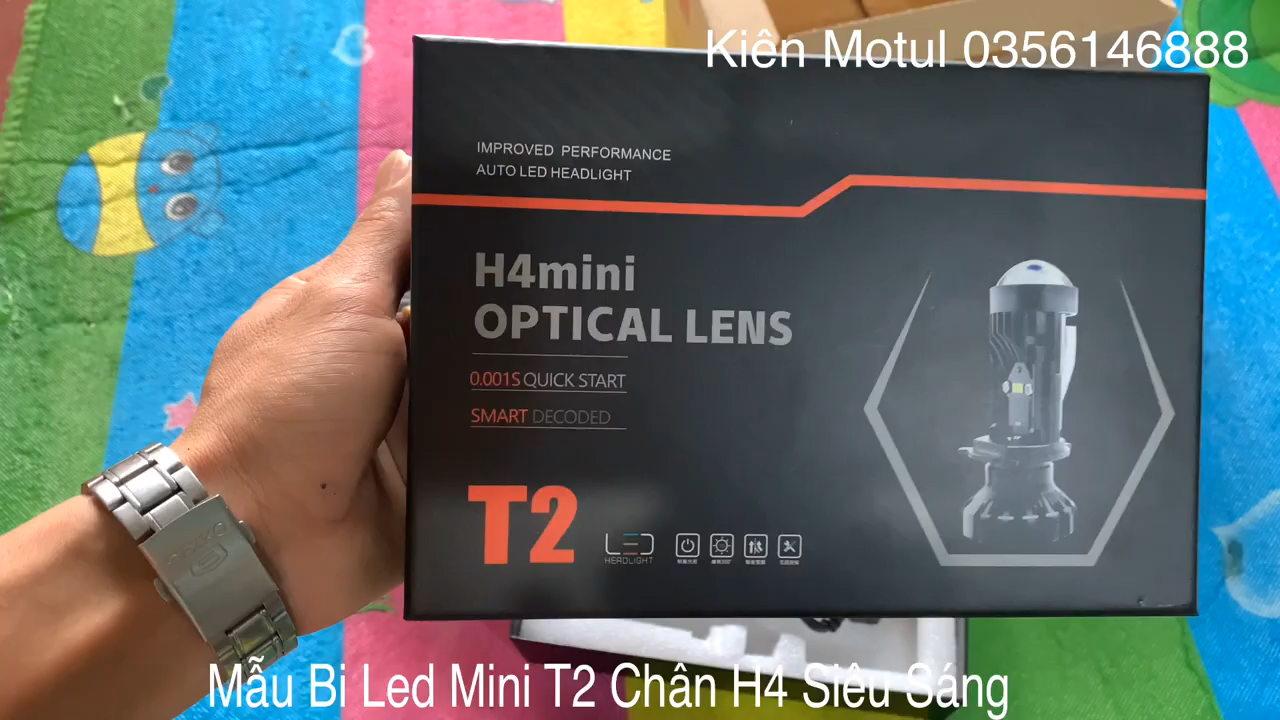 Kiên Motul 0356146888
IMPROVED PERFORMANCE
AUTO LED HEADLIGHT
H4mini
OPTICAL LENS
0.001S QUICK START
SMART DECODED
T2
LED
HEADLIGHT
Mẫu Bi Led Mini T2 Chân H4 Siêu Sáng